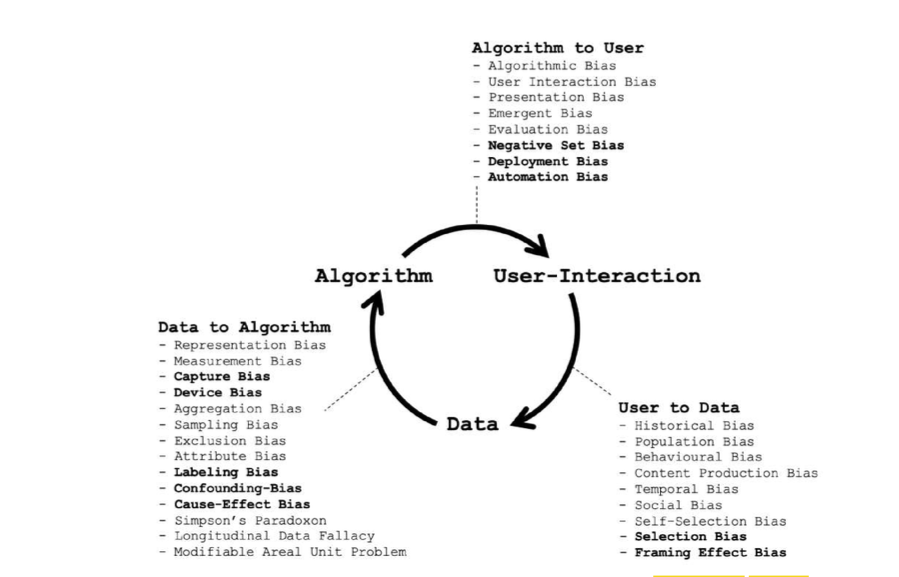 Algorithm to User
- Algorithmic Bias
- User Interaction Bias
- Presentation Bias
- Emergent Bias
- Evaluation Bias
- Negative Set Bias
- Deployment Bias
- Automation Bias
Algorithm
User-Interaction
Data to Algorithm
- Representation Bias
- Measurement Bias
- Capture Bias
- Device Bias
- Aggregation Bias
- Sampling Bias
- Exclusion Bias
- Attribute Bias
- Labeling Bias
- Confounding-Bias
- Cause-Effect Bias
- Simpson's Paradoxon
- Longitudinal Data Fallacy
- Modifiable Areal Unit Problem
Data
User to Data
- Historical Bias
- Population Bias
- Behavioural Bias
- Content Production Bias
- Temporal Bias
- Social Bias
- Self-Selection Bias
- Selection Bias
- Framing Effect Bias